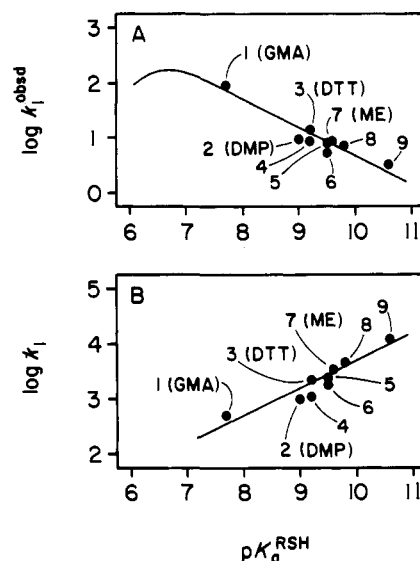 A
log k₁ᵒᵇˢᵈ
3
2
1
0
1 (GMA)
3 (DTT)
7 (ME)
2 (DMP)
8
9
4
5
6
6 7 8 9 10 11
B
log k₁
5
4
3
2
9
8
7 (ME)
3 (DTT)
1 (GMA)
5
6
4
2 (DMP)
6 7 8 9 10 11
pKₐᴿˢᴴ